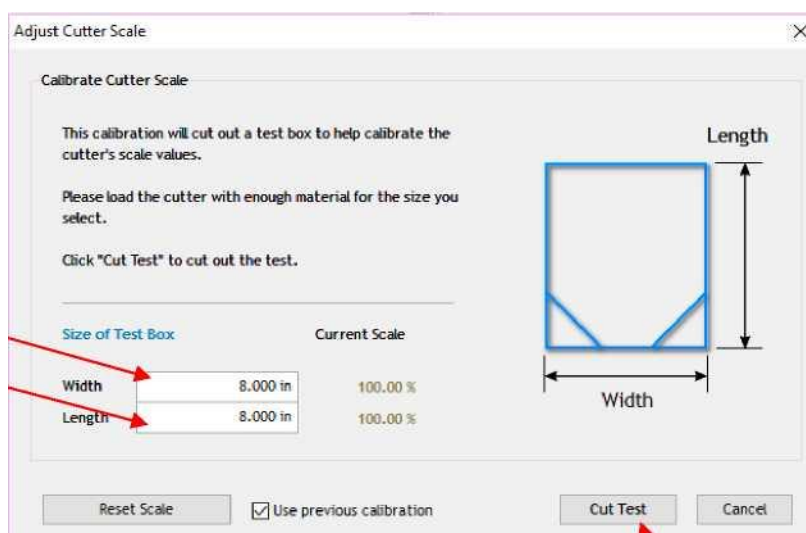 Adjust Cutter Scale
Calibrate Cutter Scale
This calibration will cut out a test box to help calibrate the
cutter's scale values.
Please load the cutter with enough material for the size you
select.
Click "Cut Test" to cut out the test.
Length
Size of Test Box Current Scale
Width 8.000 in 100.00 %
Length 8.000 in 100.00 %
Width
Reset Scale Use previous calibration Cut Test Cancel